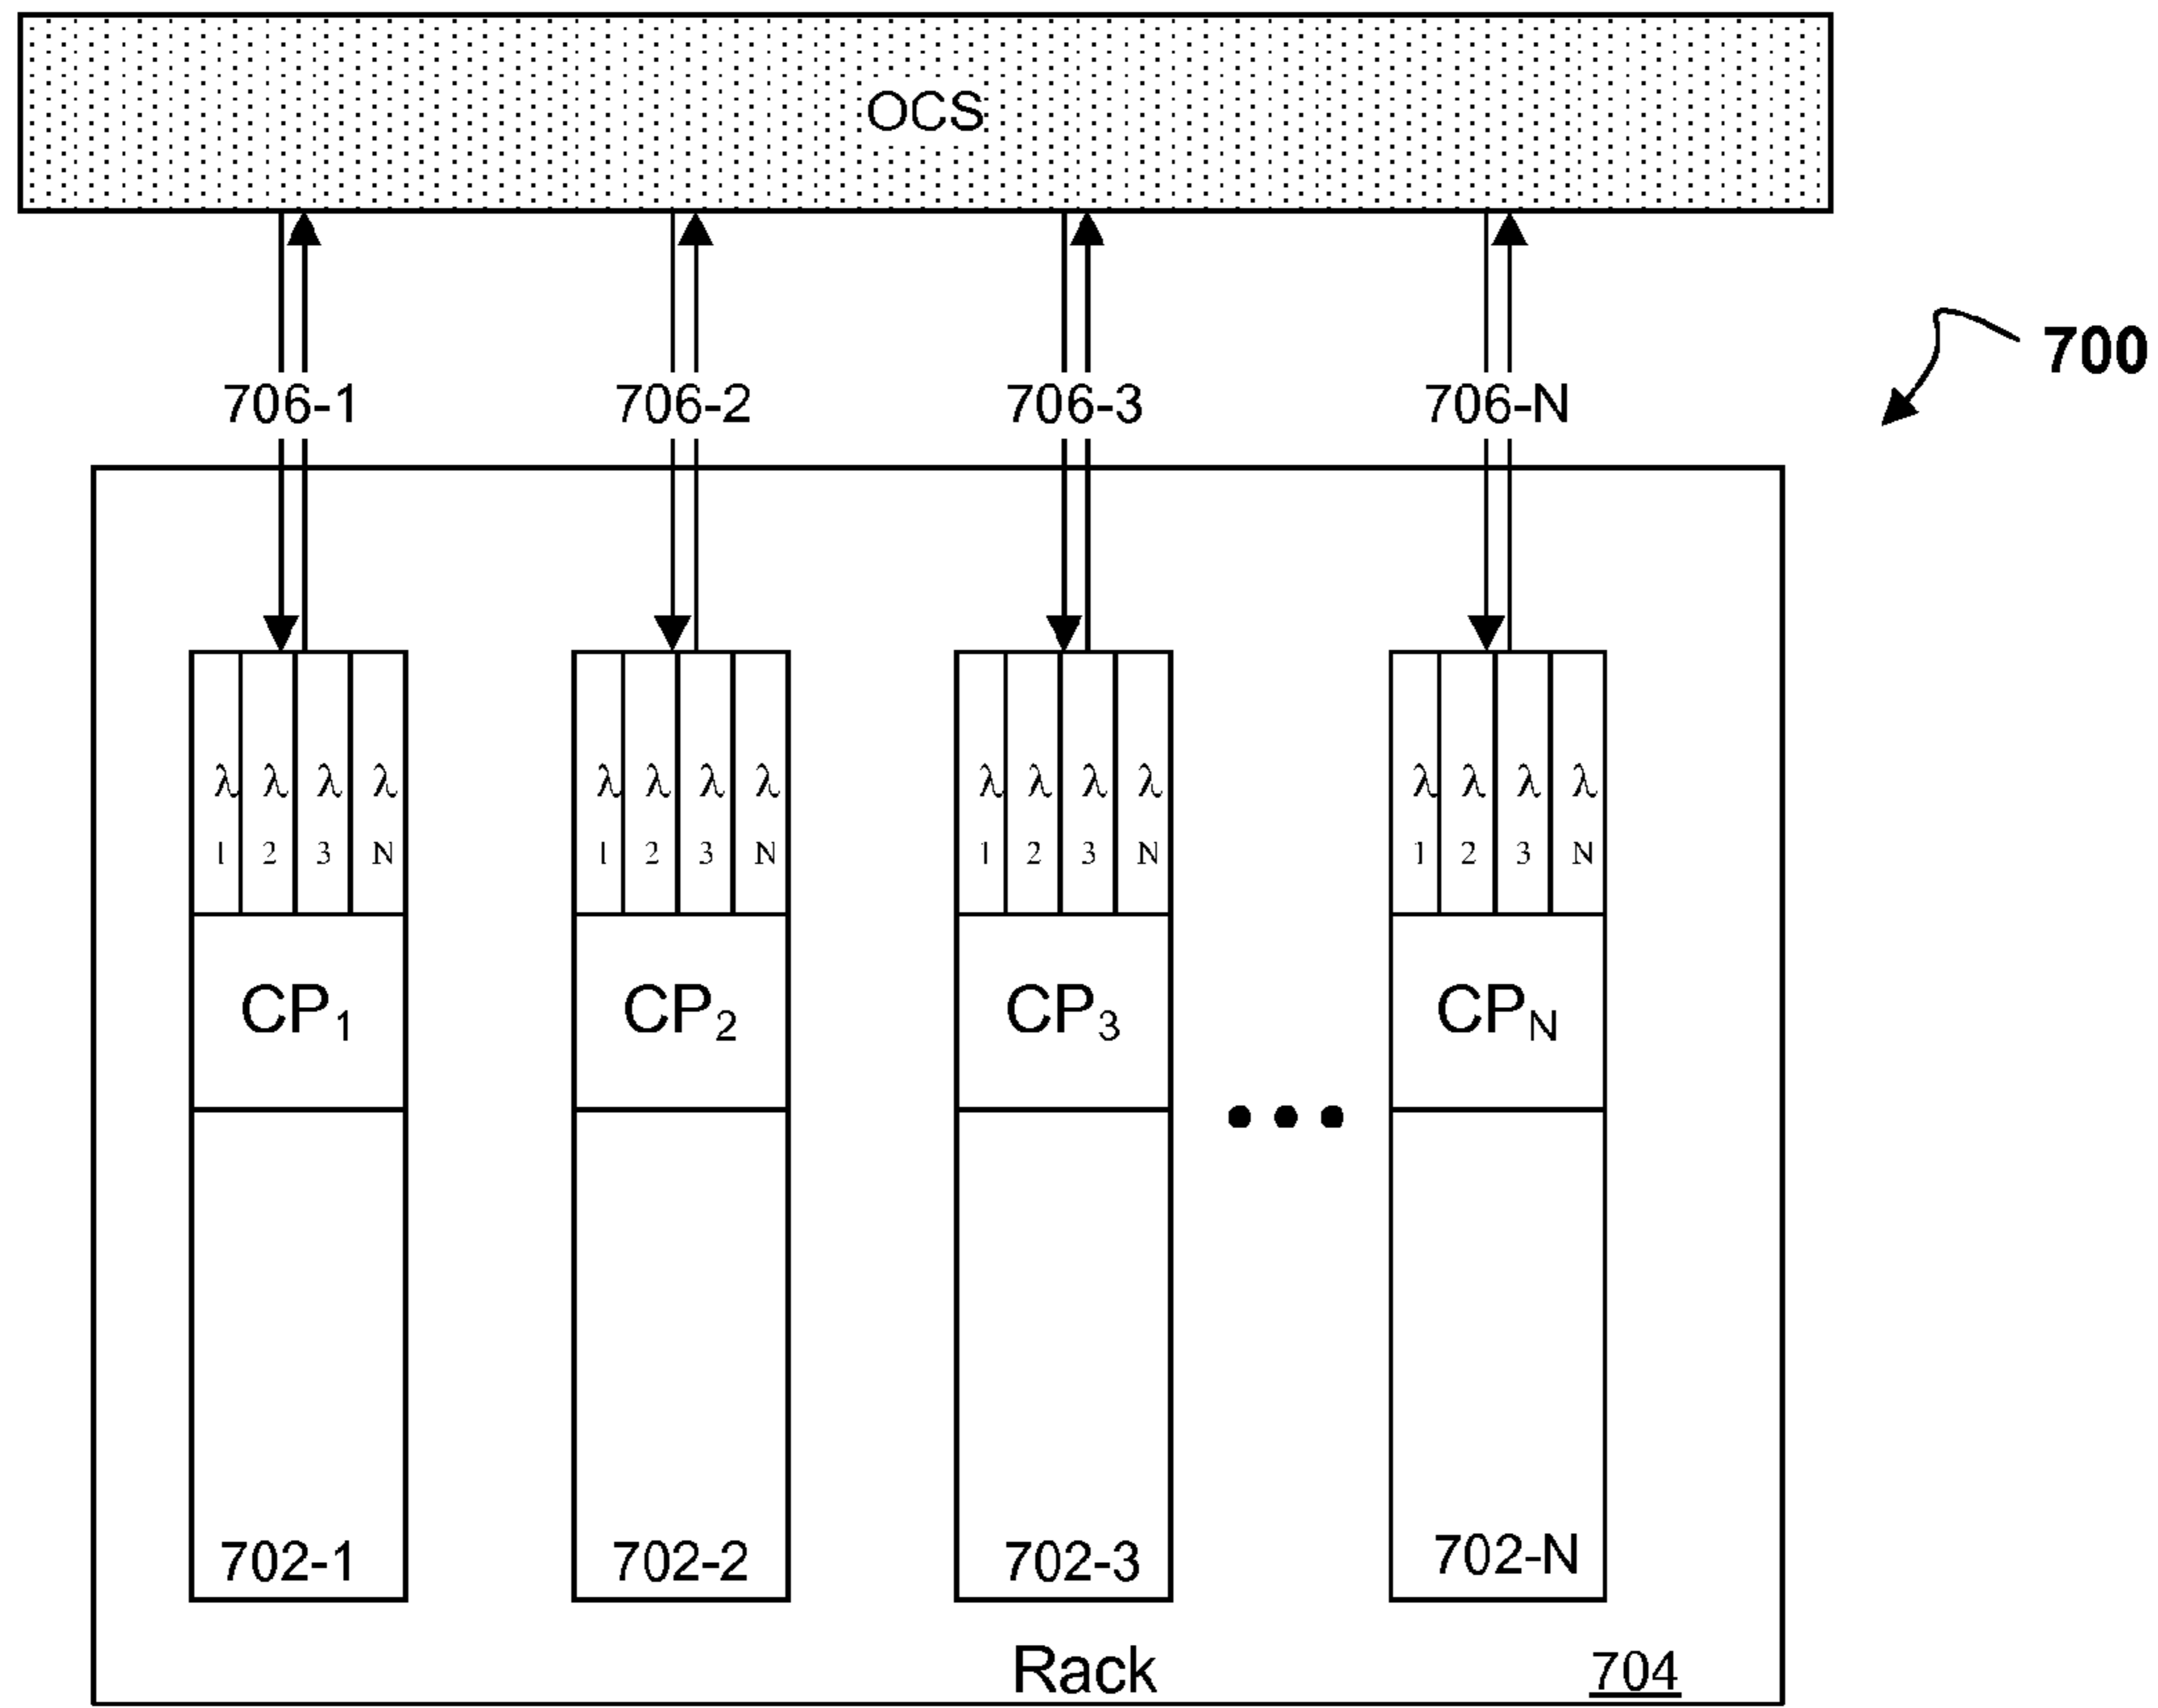 OCS
700
706-1 706-2 706-3 706-N
λ λ λ λ λ λ λ λ λ λ λ λ λ λ λ λ
1 2 3 N 1 2 3 N 1 2 3 N 1 2 3 N
CP₁ CP₂ CP₃ CP_N
•••
702-1 702-2 702-3 702-N
Rack 704